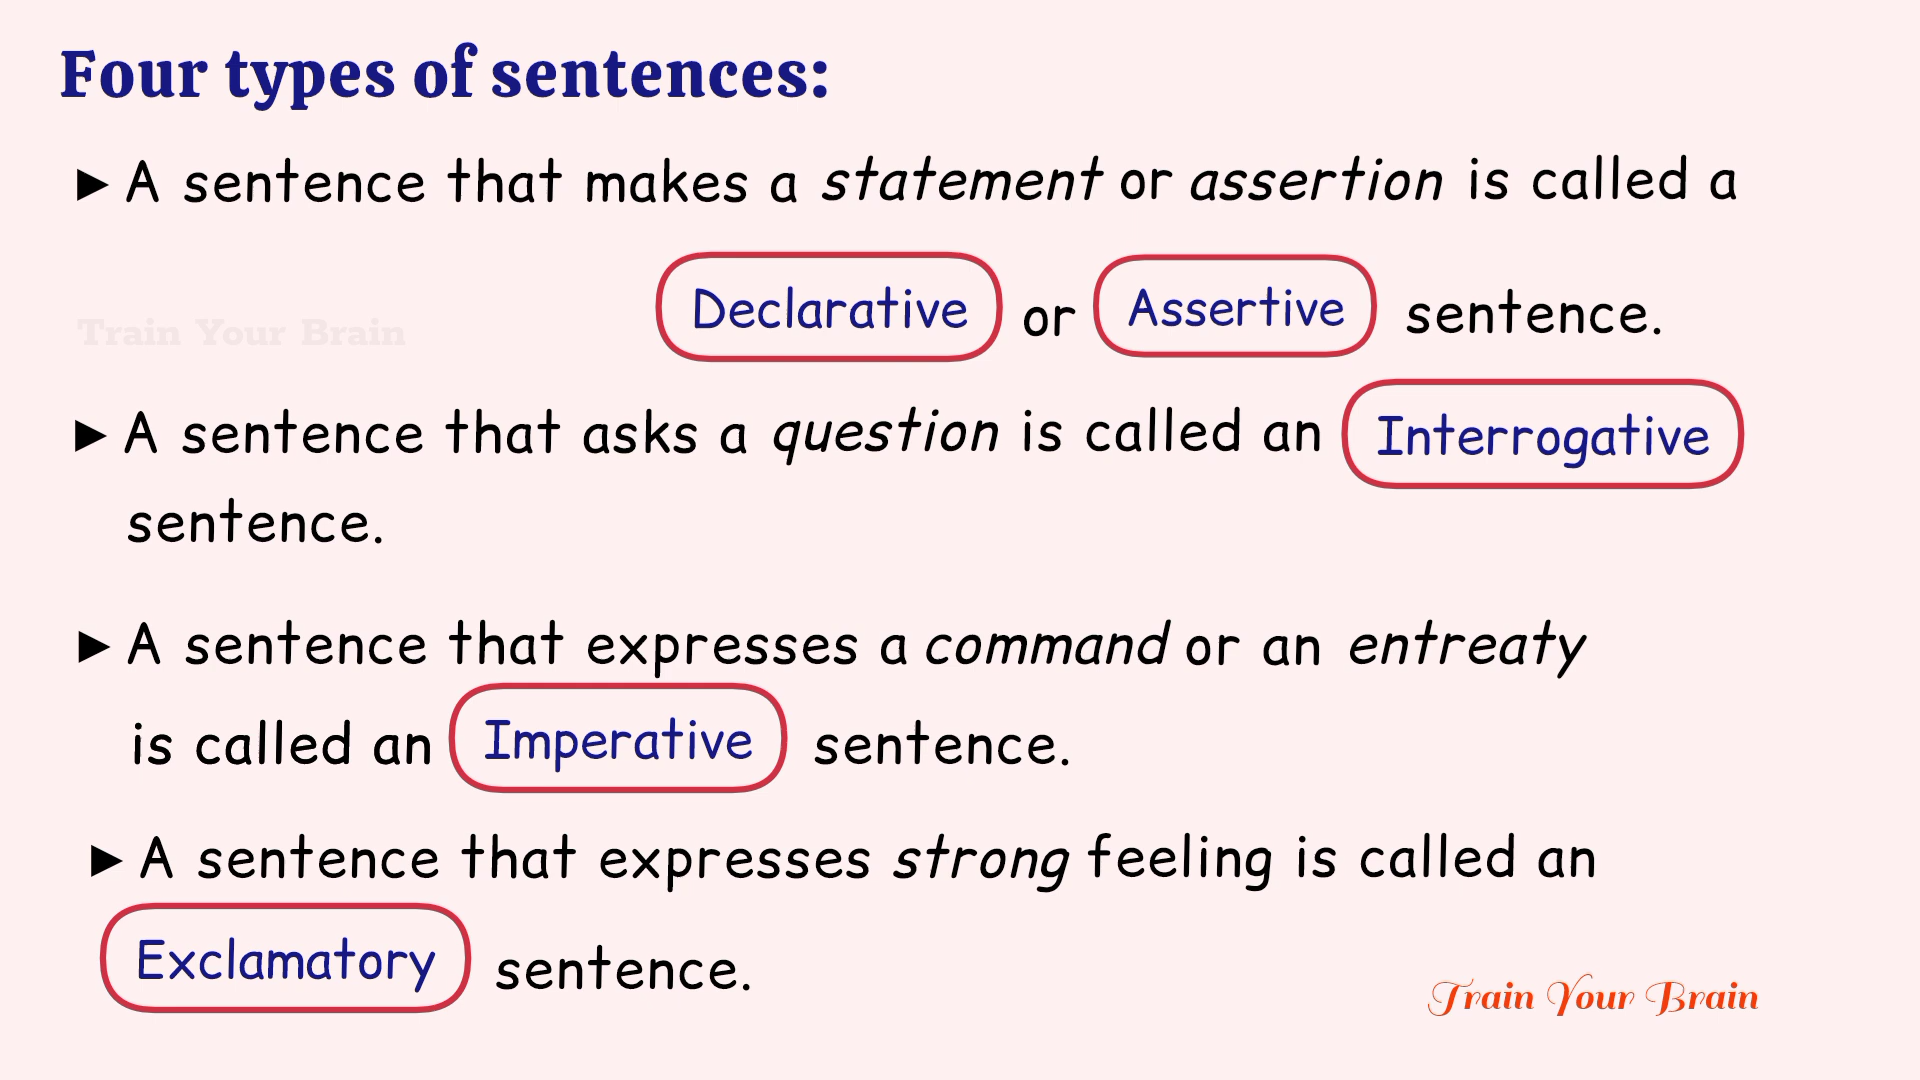 Four types of sentences:
►A sentence that makes a statement or assertion is called a
Declarative or Assertive sentence.
Train Your Brain
►A sentence that asks a question is called an Interrogative
sentence.
►A sentence that expresses a command or an entreaty
is called an Imperative sentence.
►A sentence that expresses strong feeling is called an
Exclamatory sentence.
Train Your Brain